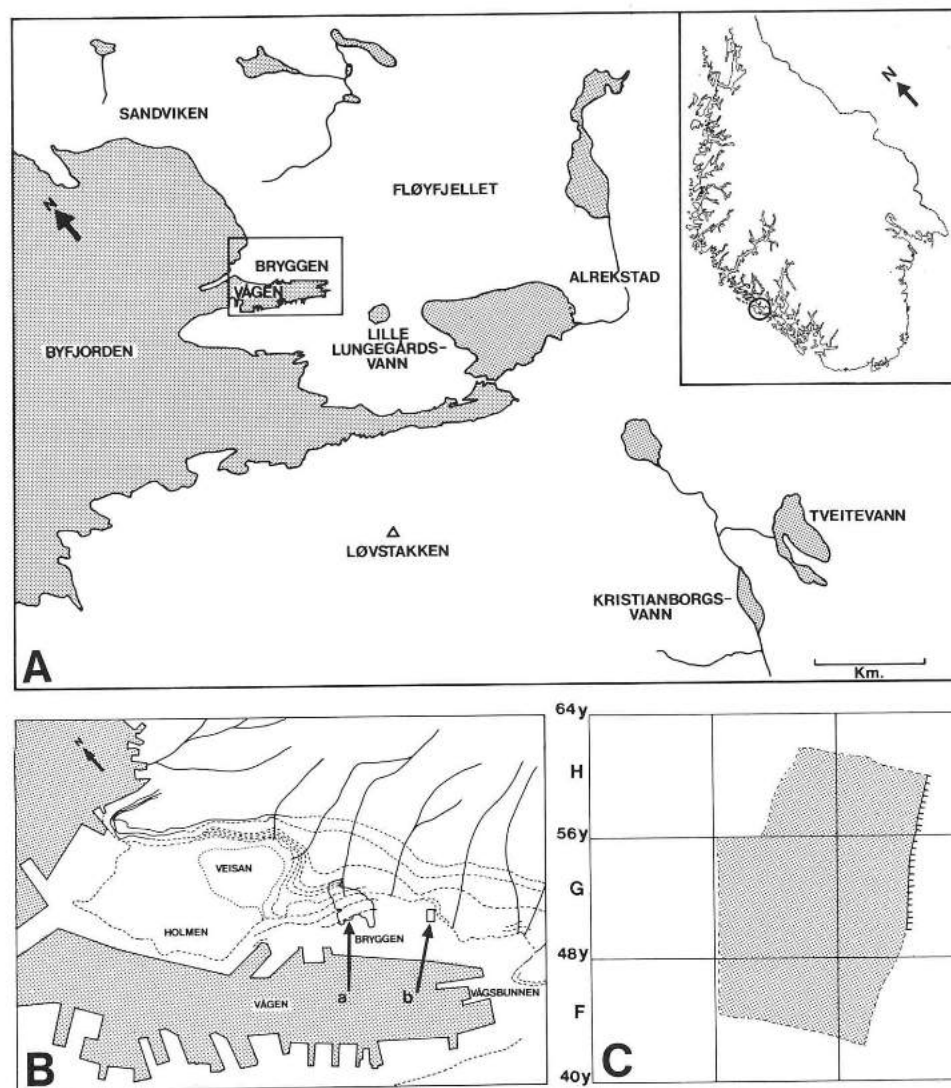 N
SANDVIKEN
N
FLØYFJELLET
BRYGGEN
ALREKSTAD
VÅGEN
LILLE
LUNGEGÅRDS-
VANN
BYFJORDEN
TVEITEVANN
LØVSTAKKEN
KRISTIANBORGS-
VANN
A
Km.
N
VEISAN
HOLMEN
BRYGGEN
a
b
VÅGSBUNNEN
VÅGEN
B
64y
H
56y
G
48y
F
C
40y